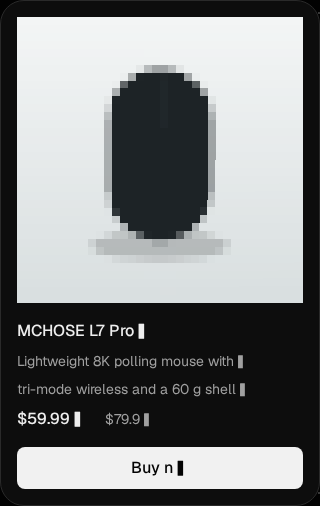 MCHOSE L7 Pro
Lightweight 8K polling mouse with
tri-mode wireless and a 60 g shell
$59.99 $79.9
Buy n